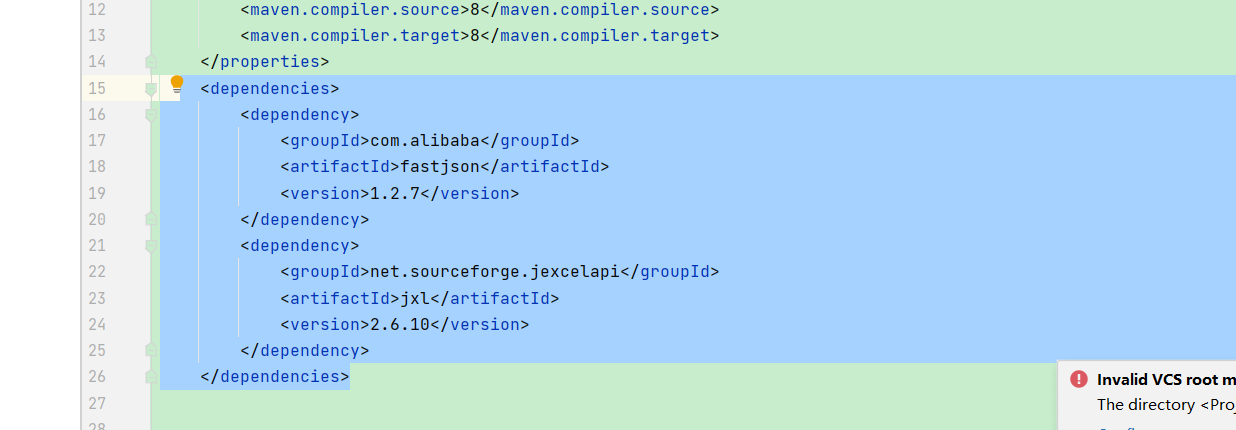 12 <maven.compiler.source>8</maven.compiler.source>
13 <maven.compiler.target>8</maven.compiler.target>
14 </properties>
15 <dependencies>
16 <dependency>
17 <groupId>com.alibaba</groupId>
18 <artifactId>fastjson</artifactId>
19 <version>1.2.7</version>
20 </dependency>
21 <dependency>
22 <groupId>net.sourceforge.jexcelapi</groupId>
23 <artifactId>jxl</artifactId>
24 <version>2.6.10</version>
25 </dependency>
26 </dependencies>
27
28
Invalid VCS root m
The directory <Proj